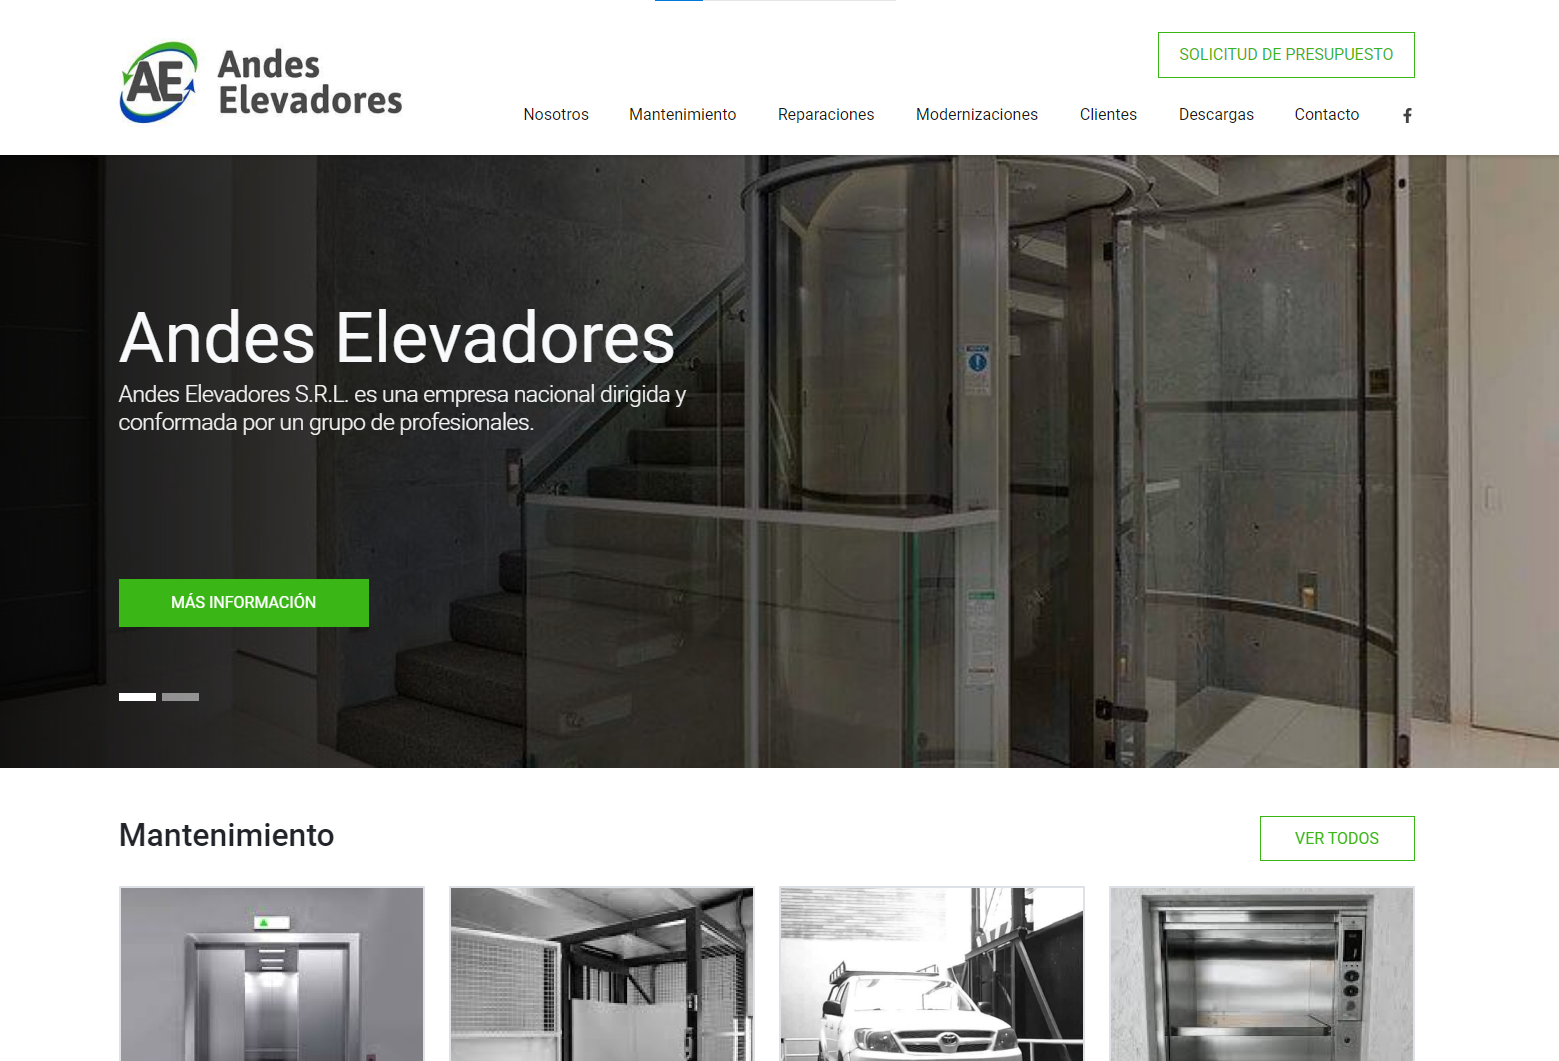 AE
Andes
Elevadores
SOLICITUD DE PRESUPUESTO
Nosotros
Mantenimiento
Reparaciones
Modernizaciones
Clientes
Descargas
Contacto
Andes Elevadores
Andes Elevadores S.R.L. es una empresa nacional dirigida y
conformada por un grupo de profesionales.
MÁS INFORMACIÓN
Mantenimiento
VER TODOS